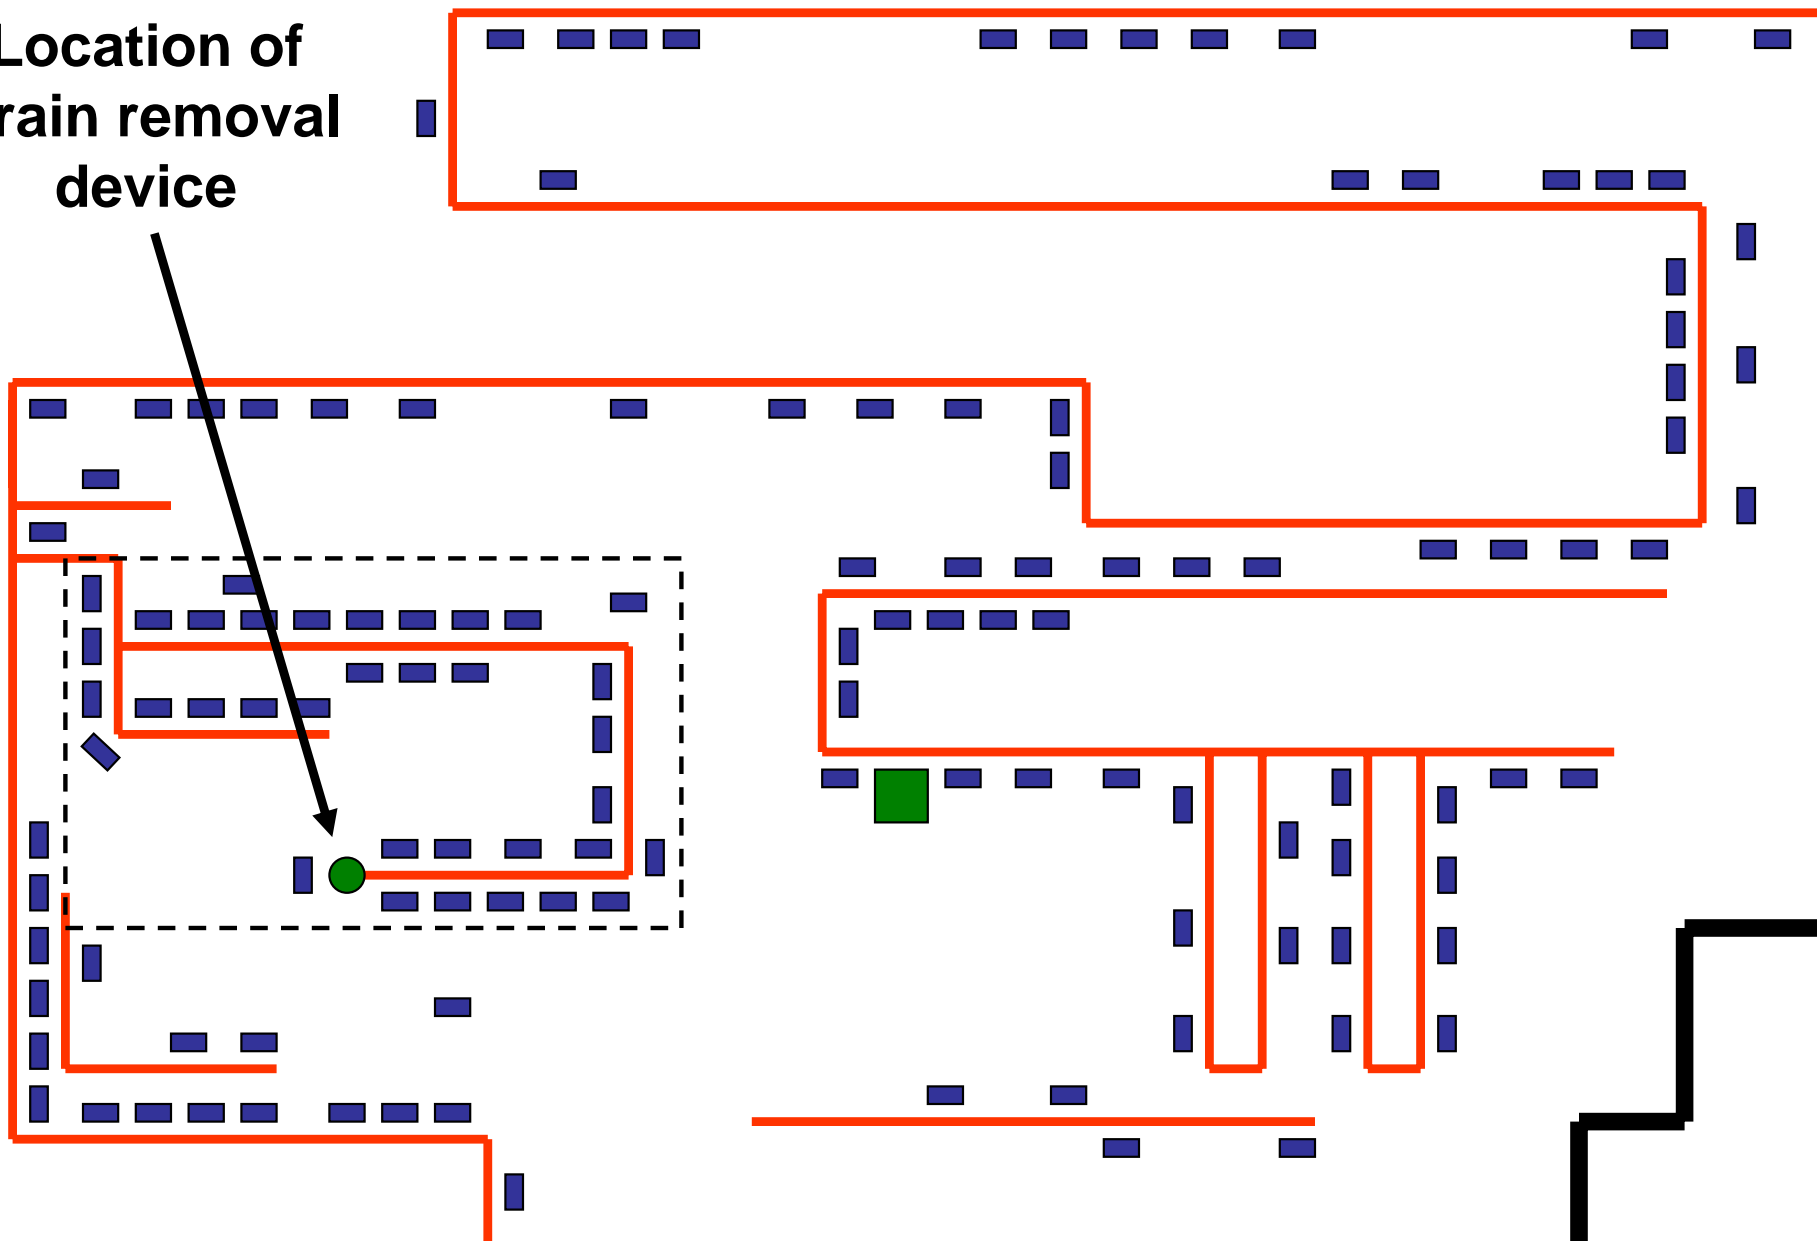 Location of
rain removal
device